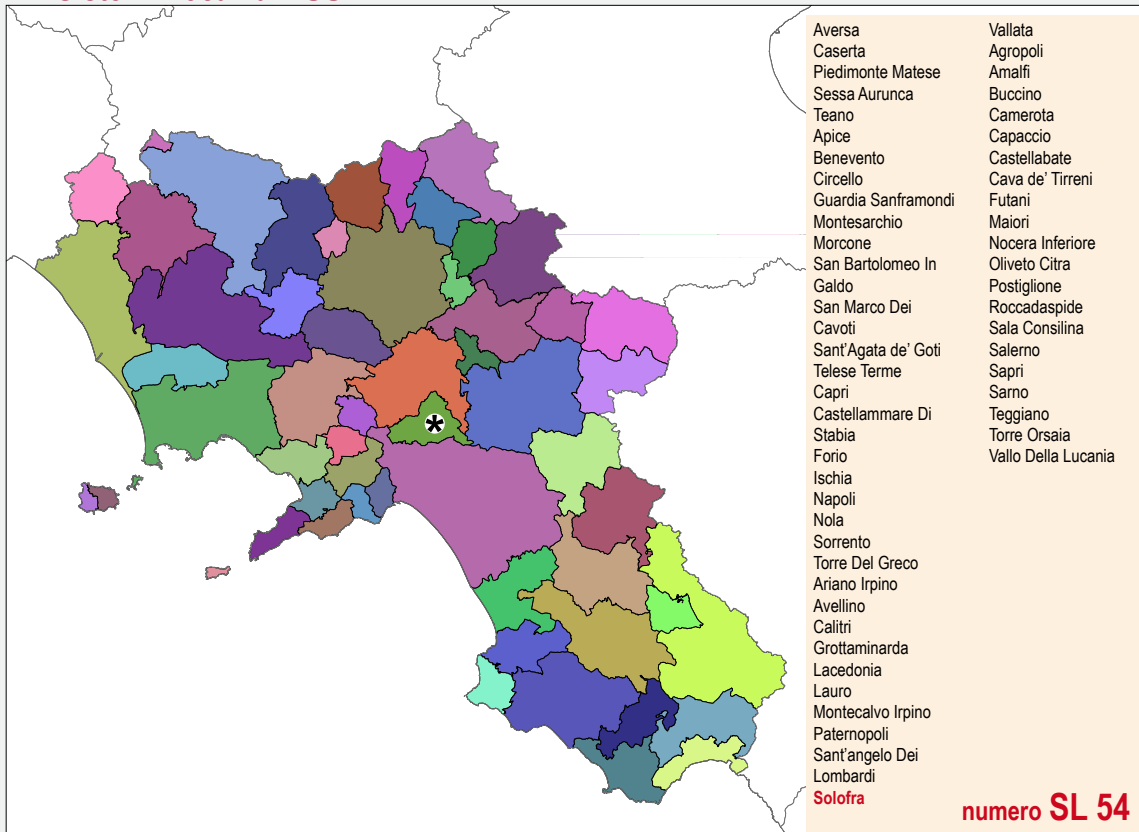 Aversa
Caserta
Piedimonte Matese
Sessa Aurunca
Teano
Apice
Benevento
Circello
Guardia Sanframondi
Montesarchio
Morcone
San Bartolomeo In
Galdo
San Marco Dei
Cavoti
Sant'Agata de' Goti
Telese Terme
Capri
Castellammare Di
Stabia
Forio
Ischia
Napoli
Nola
Sorrento
Torre Del Greco
Ariano Irpino
Avellino
Calitri
Grottaminarda
Lacedonia
Lauro
Montecalvo Irpino
Paternopoli
Sant'angelo Dei
Lombardi
Solofra
Vallata
Agropoli
Amalfi
Buccino
Camerota
Capaccio
Castellabate
Cava de' Tirreni
Futani
Maiori
Nocera Inferiore
Oliveto Citra
Postiglione
Roccadaspide
Sala Consilina
Salerno
Sapri
Sarno
Teggiano
Torre Orsaia
Vallo Della Lucania
numero SL 54
*